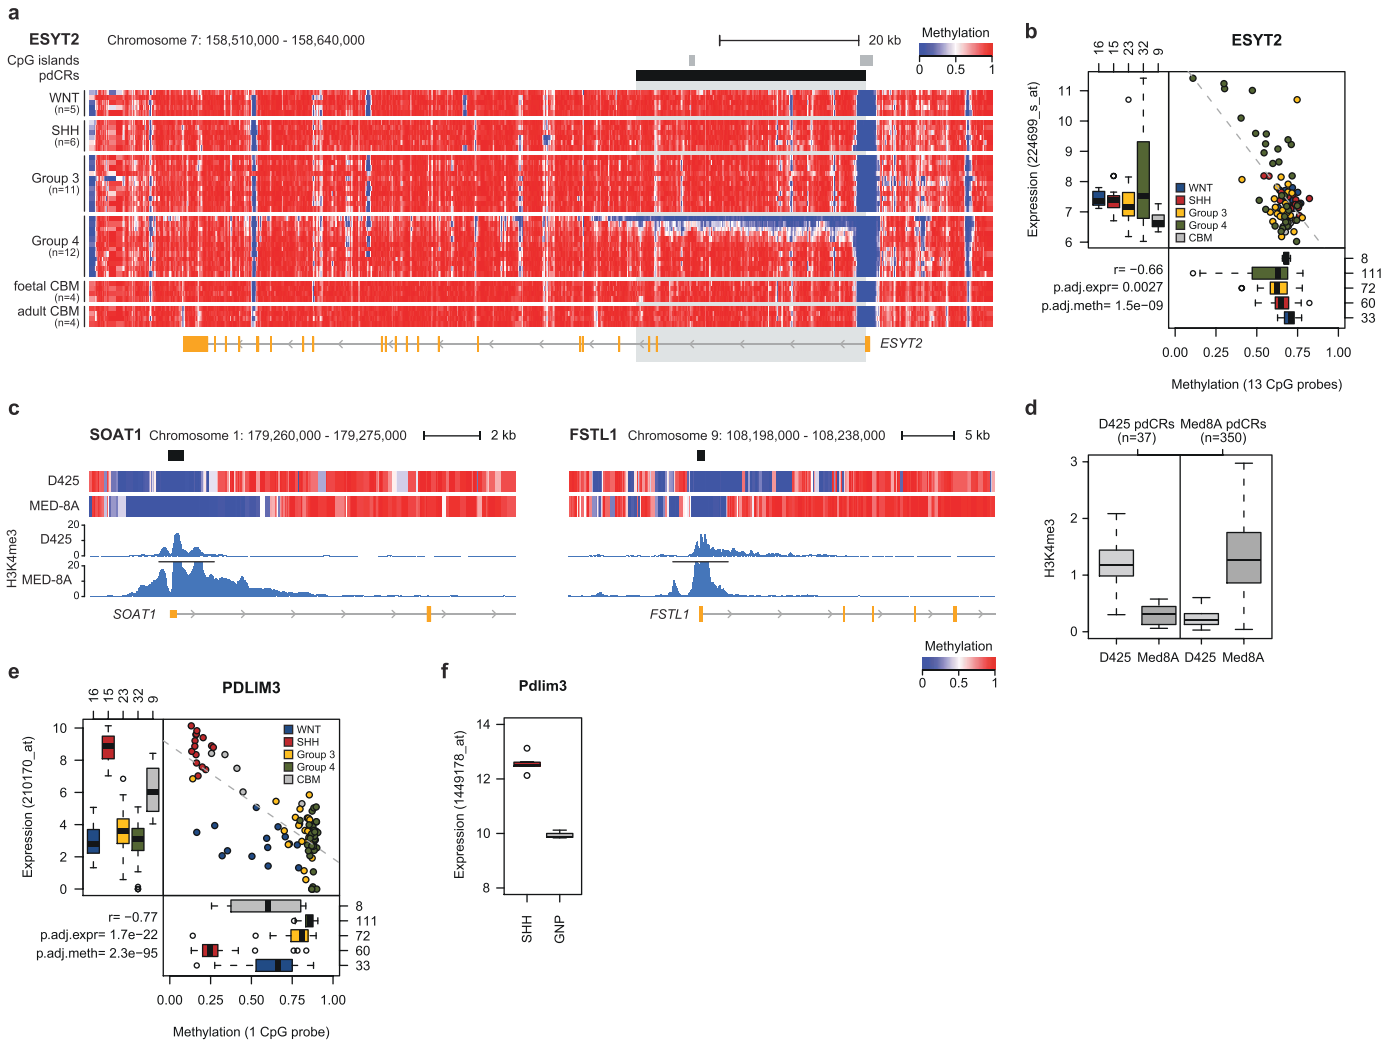 a
ESYT2 Chromosome 7: 158,510,000 - 158,640,000 20 kb
Methylation
0 0.5 1
CpG islands
pdCRs
WNT
(n=5)
SHH
(n=6)
Group 3
(n=11)
Group 4
(n=12)
foetal CBM
(n=4)
adult CBM
(n=4)
ESYT2
b
ESYT2
16 15 23 32 9
Expression (224699_s_at)
11
10
9
8
7
6
WNT
SHH
Group 3
Group 4
CBM
r= −0.66
p.adj.expr= 0.0027
p.adj.meth= 1.5e−09
8
111
72
60
33
0.00 0.25 0.50 0.75 1.00
Methylation (13 CpG probes)
c
SOAT1 Chromosome 1: 179,260,000 - 179,275,000 2 kb
FSTL1 Chromosome 9: 108,198,000 - 108,238,000 5 kb
D425
MED-8A
H3K4me3
20
D425
0
20
MED-8A
0
SOAT1
FSTL1
Methylation
0 0.5 1
d
D425 pdCRs Med8A pdCRs
(n=37) (n=350)
H3K4me3
3
2
1
0
D425 Med8A D425 Med8A
e
PDLIM3
16 15 23 32 9
Expression (210170_at)
10
8
6
4
2
0
WNT
SHH
Group 3
Group 4
CBM
r= −0.77
p.adj.expr= 1.7e−22
p.adj.meth= 2.3e−95
8
111
72
60
33
0.00 0.25 0.50 0.75 1.00
Methylation (1 CpG probe)
f
Pdlim3
Expression (1449178_at)
14
12
10
8
SHH GNP